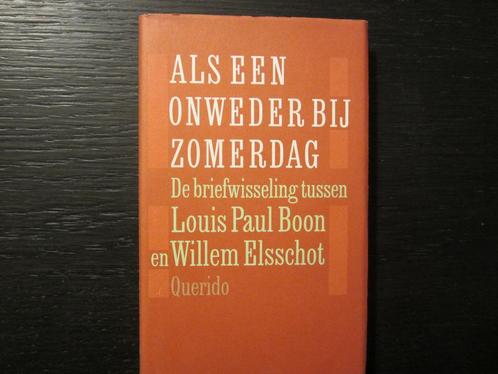 ALS EEN
ONWEDER BIJ
ZOMERDAG
De briefwisseling tussen
Louis Paul Boon
en Willem Elsschot
Querido